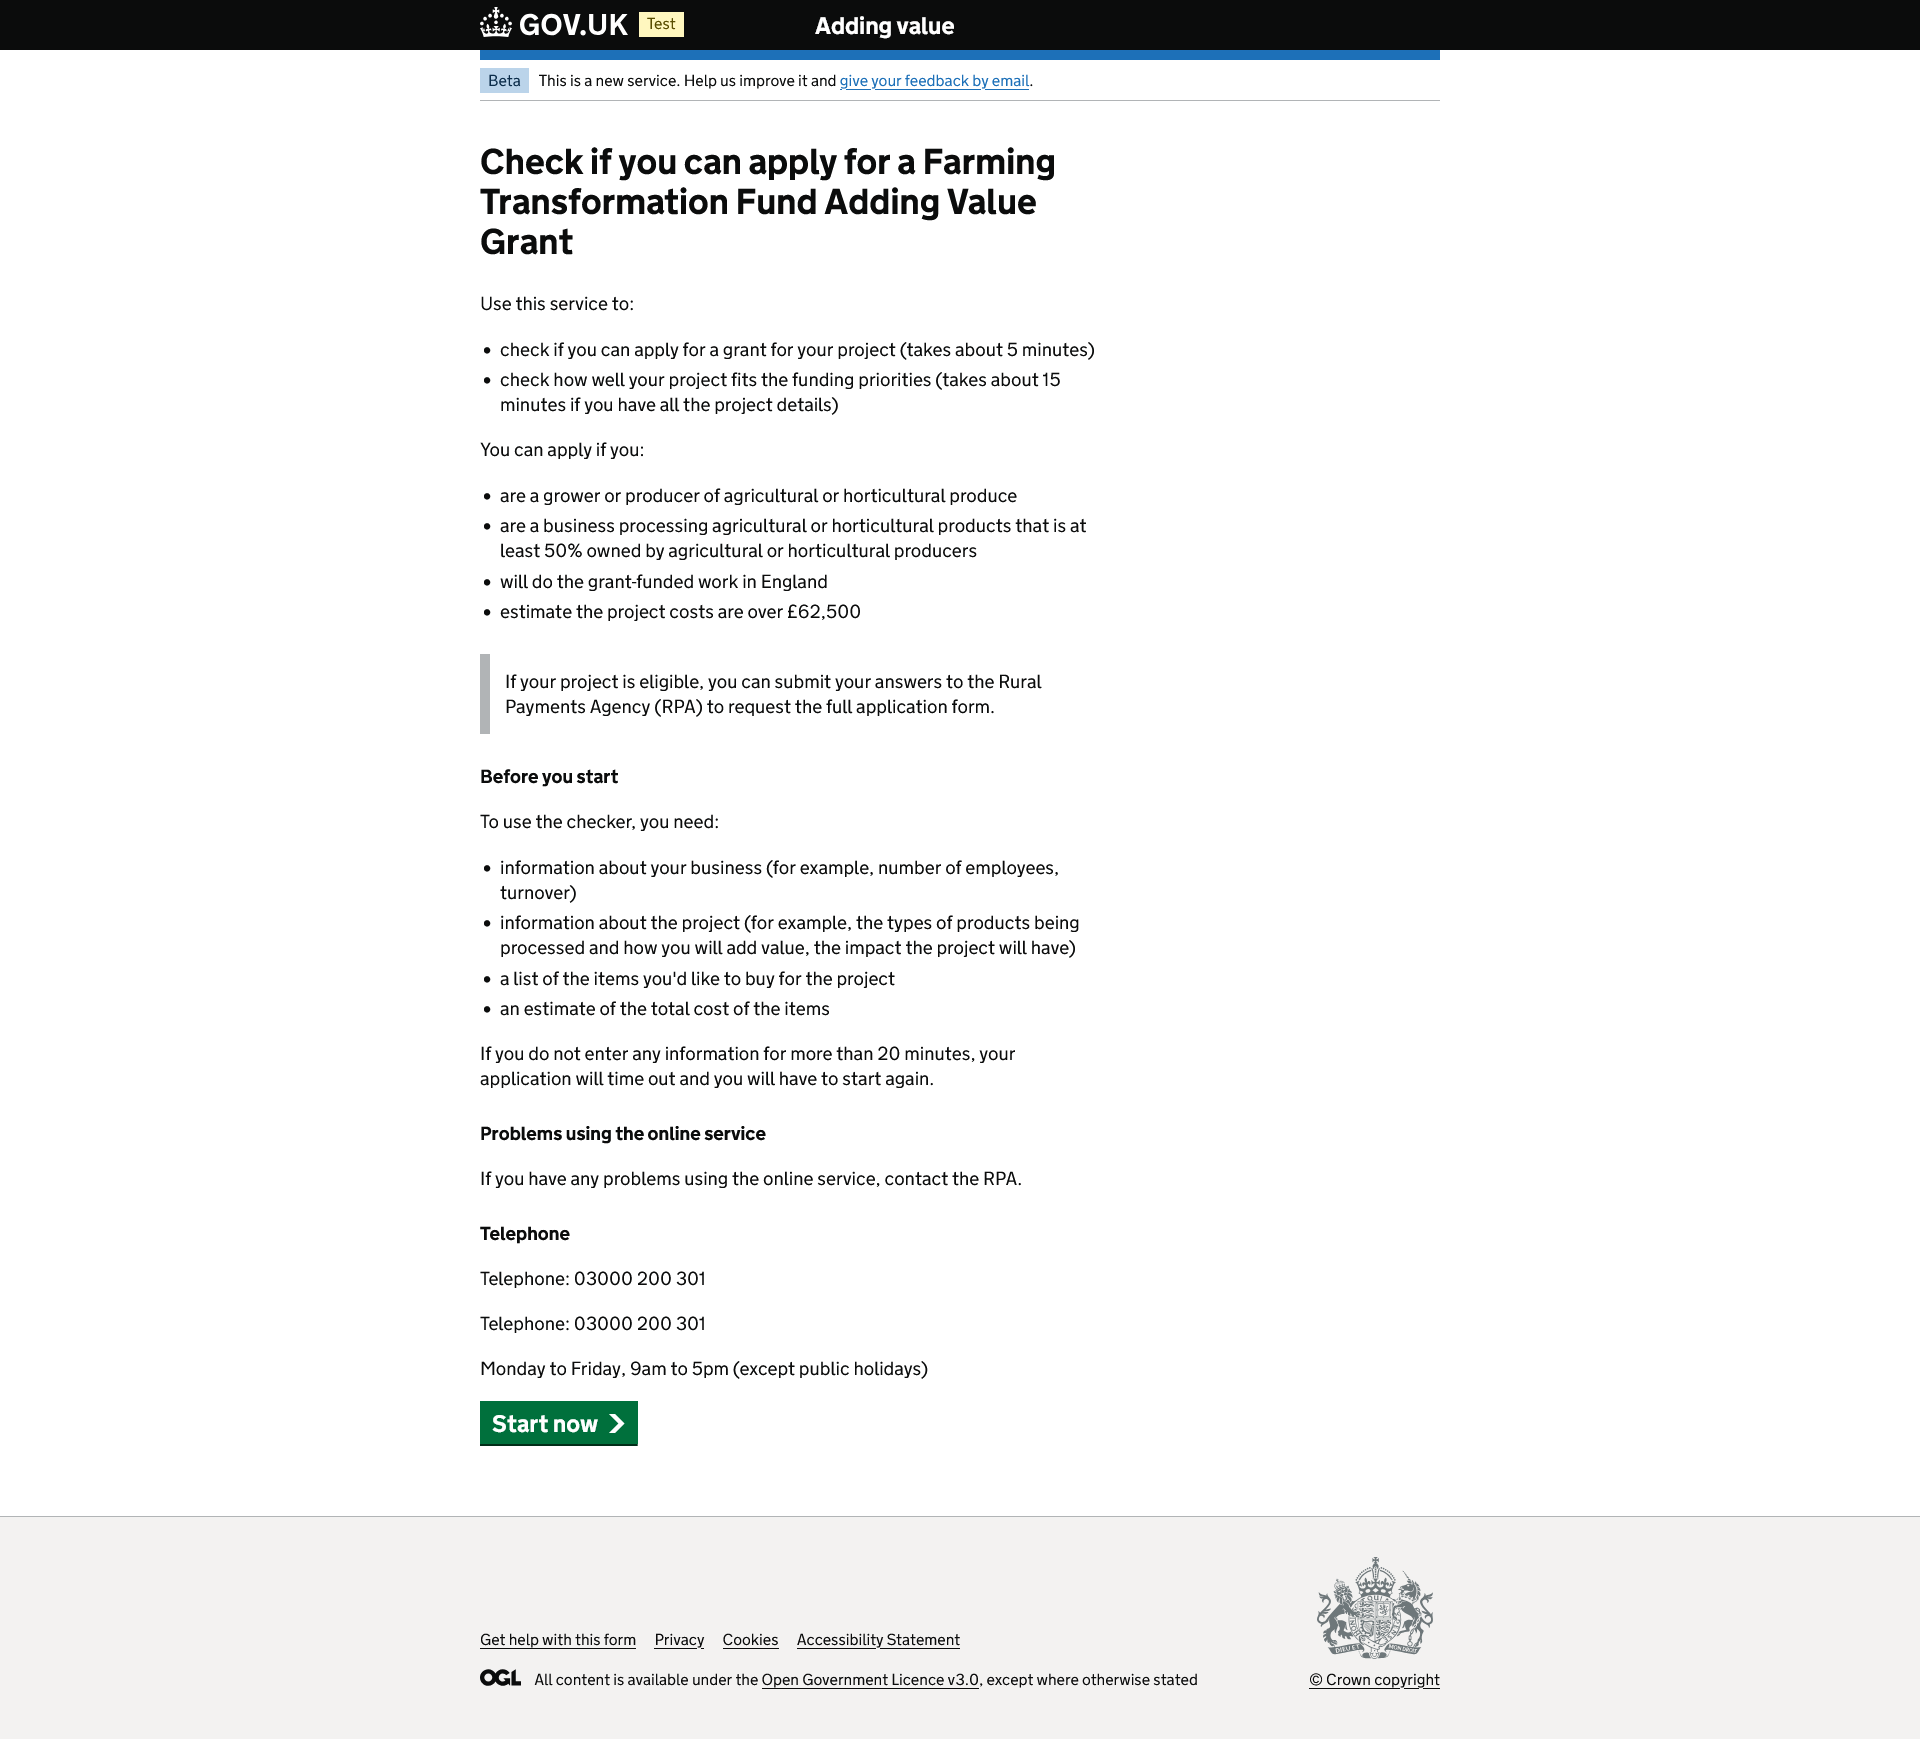 GOV.UK Test Adding value
Beta This is a new service. Help us improve it and give your feedback by email.
Check if you can apply for a Farming
Transformation Fund Adding Value
Grant
Use this service to:
• check if you can apply for a grant for your project (takes about 5 minutes)
• check how well your project fits the funding priorities (takes about 15
minutes if you have all the project details)
You can apply if you:
• are a grower or producer of agricultural or horticultural produce
• are a business processing agricultural or horticultural products that is at
least 50% owned by agricultural or horticultural producers
• will do the grant-funded work in England
• estimate the project costs are over £62,500
If your project is eligible, you can submit your answers to the Rural
Payments Agency (RPA) to request the full application form.
Before you start
To use the checker, you need:
• information about your business (for example, number of employees,
turnover)
• information about the project (for example, the types of products being
processed and how you will add value, the impact the project will have)
• a list of the items you'd like to buy for the project
• an estimate of the total cost of the items
If you do not enter any information for more than 20 minutes, your
application will time out and you will have to start again.
Problems using the online service
If you have any problems using the online service, contact the RPA.
Telephone
Telephone: 03000 200 301
Telephone: 03000 200 301
Monday to Friday, 9am to 5pm (except public holidays)
Start now
Get help with this form Privacy Cookies Accessibility Statement
OGL All content is available under the Open Government Licence v3.0, except where otherwise stated
© Crown copyright